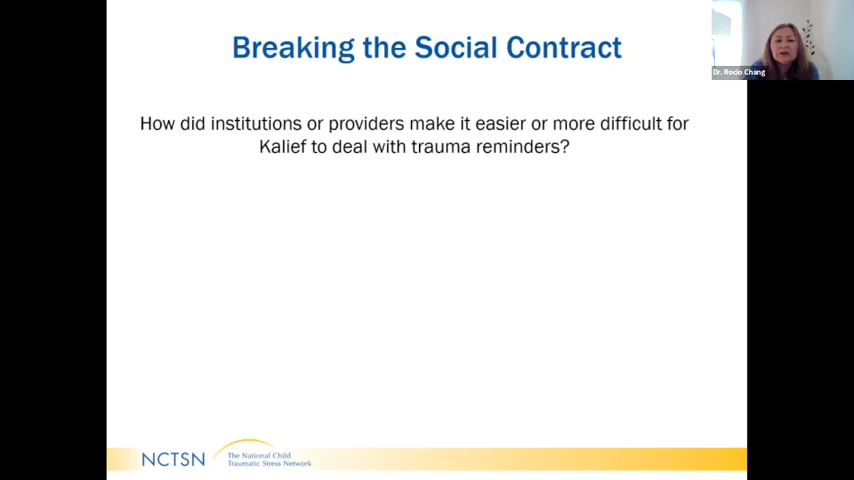 Breaking the Social Contract
Dr. Rocio Chang
How did institutions or providers make it easier or more difficult for
Kalief to deal with trauma reminders?
NCTSN
The National Child
Traumatic Stress Network